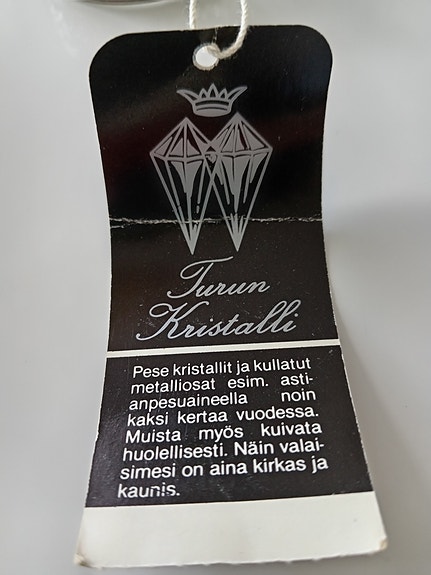 Turun
Kristalli
Pese kristallit ja kullatut
metalliosat esim. asti-
anpesuaineella noin
kaksi kertaa vuodessa.
Muista myös kuivata
huolellisesti. Näin valai-
simesi on aina kirkas ja
kaunis.